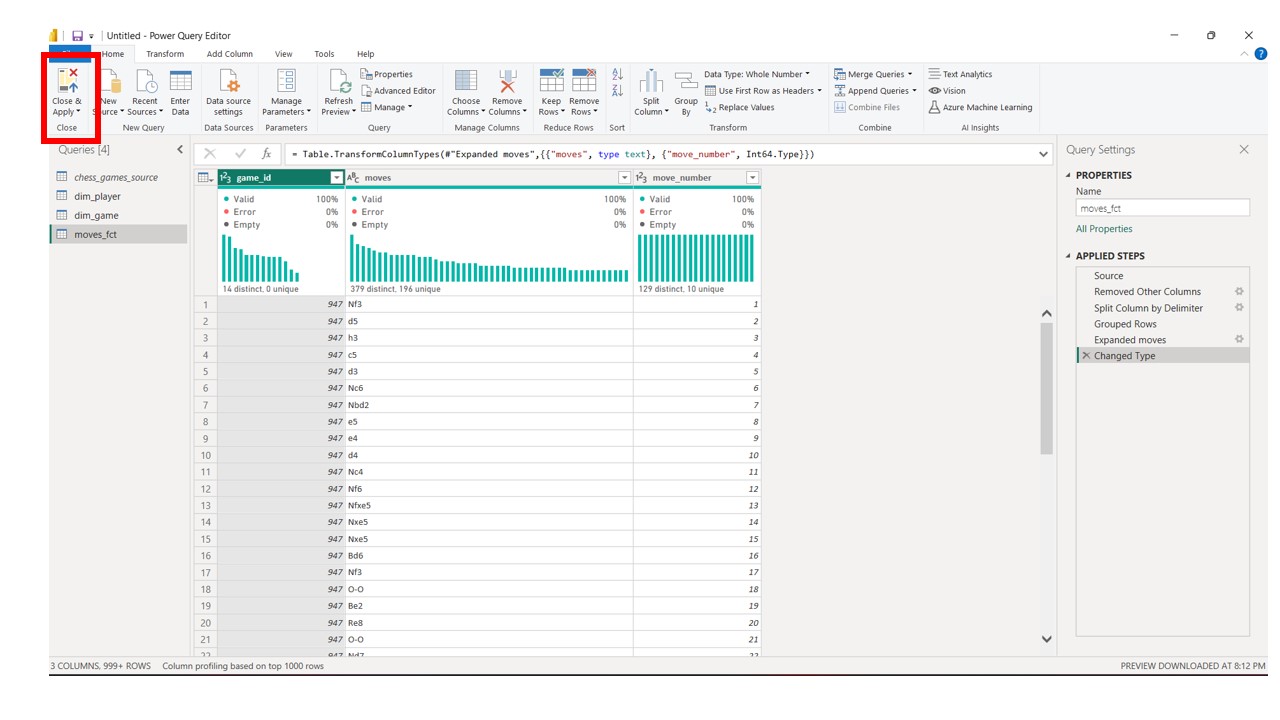 Untitled - Power Query Editor
Home Transform Add Column View Tools Help
Close & Apply
New Source
Recent Sources
Enter Data
Data source settings
Manage Parameters
Refresh Preview
Properties
Advanced Editor
Manage
Choose Columns
Remove Columns
Keep Rows
Remove Rows
Split Column
Group By
Data Type: Whole Number
Use First Row as Headers
Replace Values
Merge Queries
Append Queries
Combine Files
Text Analytics
Vision
Azure Machine Learning
Close New Query Data Sources Parameters Query Manage Columns Reduce Rows Sort Transform Combine AI Insights
Queries [4]
chess_games_source
dim_player
dim_game
moves_fct
fx = Table.TransformColumnTypes(#"Expanded moves",{{"moves", type text}, {"move_number", Int64.Type}})
1²3 game_id ABC moves 1²3 move_number
Valid 100% Valid 100% Valid 100%
Error 0% Error 0% Error 0%
Empty 0% Empty 0% Empty 0%
14 distinct, 0 unique 379 distinct, 196 unique 129 distinct, 10 unique
1 947 Nf3 1
2 947 d5 2
3 947 h3 3
4 947 c5 4
5 947 d3 5
6 947 Nc6 6
7 947 Nbd2 7
8 947 e5 8
9 947 e4 9
10 947 d4 10
11 947 Nc4 11
12 947 Nf6 12
13 947 Nfxe5 13
14 947 Nxe5 14
15 947 Nxe5 15
16 947 Bd6 16
17 947 Nf3 17
18 947 O-O 18
19 947 Be2 19
20 947 Re8 20
21 947 O-O 21
22 947 Nd7 22
Query Settings
PROPERTIES
Name
moves_fct
All Properties
APPLIED STEPS
Source
Removed Other Columns
Split Column by Delimiter
Grouped Rows
Expanded moves
Changed Type
3 COLUMNS, 999+ ROWS Column profiling based on top 1000 rows PREVIEW DOWNLOADED AT 8:12 PM